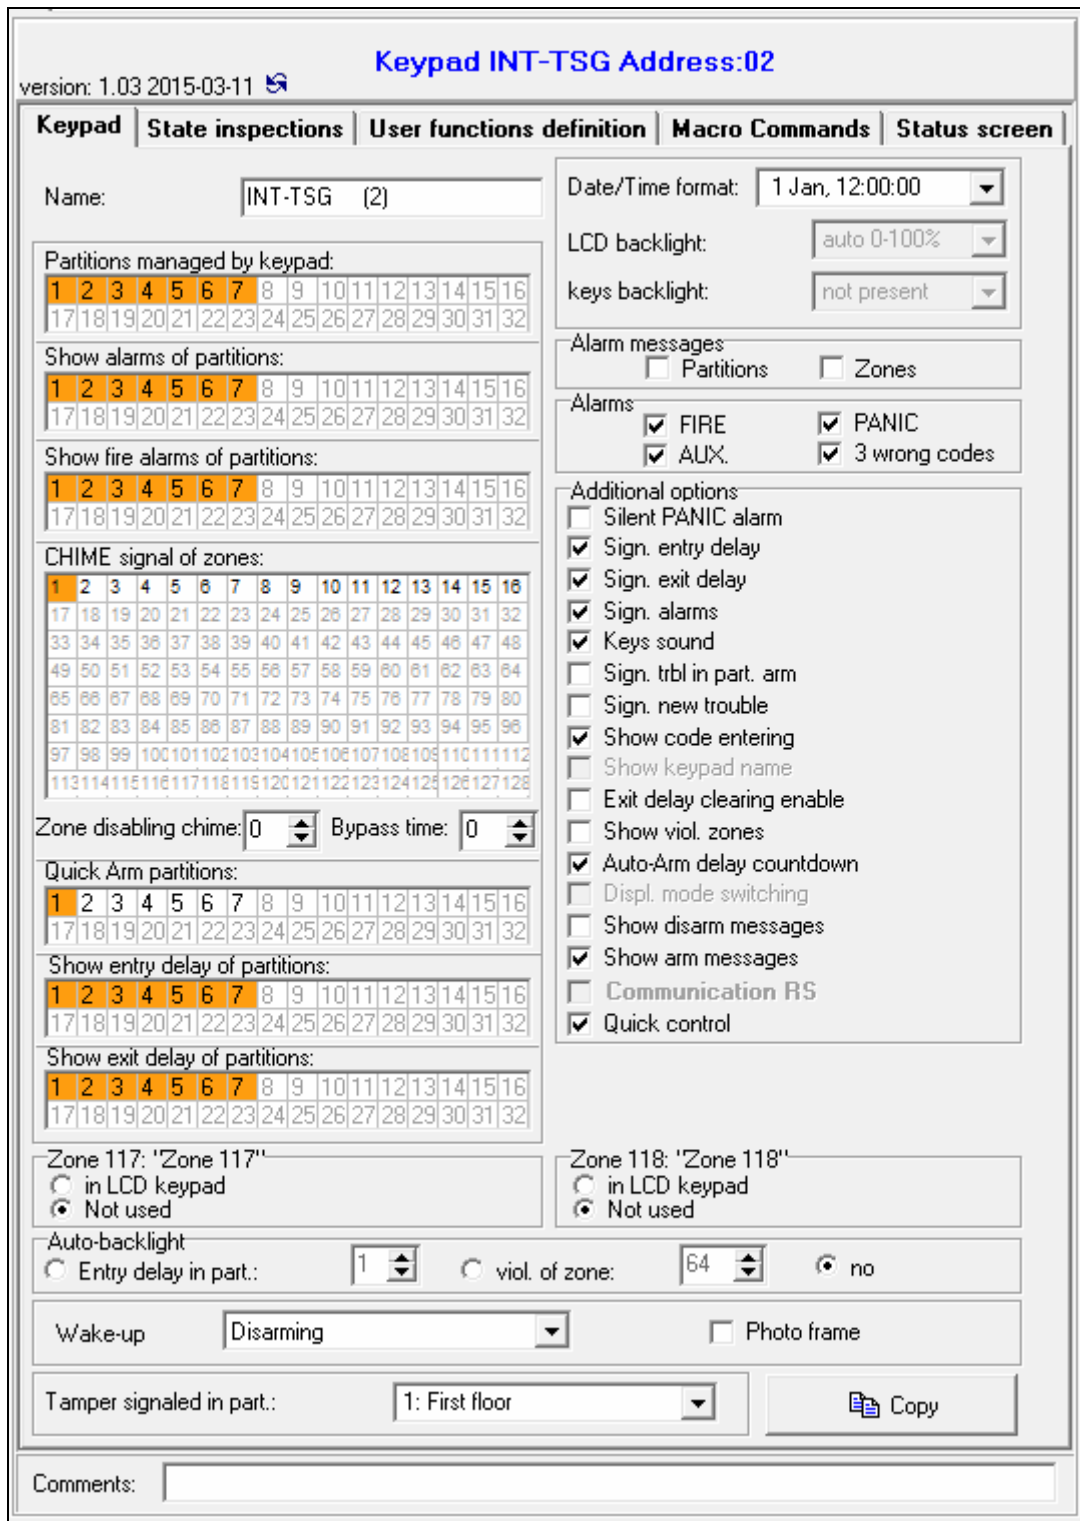 Keypad INT-TSG Address:02
version: 1.03 2015-03-11
Keypad State inspections User functions definition Macro Commands Status screen
Name: INT-TSG (2)
Partitions managed by keypad:
1 2 3 4 5 6 7 8 9 10 11 12 13 14 15 16
17 18 19 20 21 22 23 24 25 26 27 28 29 30 31 32
Show alarms of partitions:
1 2 3 4 5 6 7 8 9 10 11 12 13 14 15 16
17 18 19 20 21 22 23 24 25 26 27 28 29 30 31 32
Show fire alarms of partitions:
1 2 3 4 5 6 7 8 9 10 11 12 13 14 15 16
17 18 19 20 21 22 23 24 25 26 27 28 29 30 31 32
CHIME signal of zones:
1 2 3 4 5 6 7 8 9 10 11 12 13 14 15 16
17 18 19 20 21 22 23 24 25 26 27 28 29 30 31 32
33 34 35 36 37 38 39 40 41 42 43 44 45 46 47 48
49 50 51 52 53 54 55 56 57 58 59 60 61 62 63 64
65 66 67 68 69 70 71 72 73 74 75 76 77 78 79 80
81 82 83 84 85 86 87 88 89 90 91 92 93 94 95 96
97 98 99 100 101 102 103 104 105 106 107 108 109 110 111 112
113 114 115 116 117 118 119 120 121 122 123 124 125 126 127 128
Zone disabling chime: 0 Bypass time: 0
Quick Arm partitions:
1 2 3 4 5 6 7 8 9 10 11 12 13 14 15 16
17 18 19 20 21 22 23 24 25 26 27 28 29 30 31 32
Show entry delay of partitions:
1 2 3 4 5 6 7 8 9 10 11 12 13 14 15 16
17 18 19 20 21 22 23 24 25 26 27 28 29 30 31 32
Show exit delay of partitions:
1 2 3 4 5 6 7 8 9 10 11 12 13 14 15 16
17 18 19 20 21 22 23 24 25 26 27 28 29 30 31 32
Date/Time format: 1 Jan, 12:00:00
LCD backlight: auto 0-100%
keys backlight: not present
Alarm messages
Partitions Zones
Alarms
FIRE PANIC
AUX. 3 wrong codes
Additional options
Silent PANIC alarm
Sign. entry delay
Sign. exit delay
Sign. alarms
Keys sound
Sign. trbl in part. arm
Sign. new trouble
Show code entering
Show keypad name
Exit delay clearing enable
Show viol. zones
Auto-Arm delay countdown
Displ. mode switching
Show disarm messages
Show arm messages
Communication RS
Quick control
Zone 117: "Zone 117"
in LCD keypad
Not used
Zone 118: "Zone 118"
in LCD keypad
Not used
Auto-backlight
Entry delay in part.: 1 viol. of zone: 64 no
Wake-up Disarming Photo frame
Tamper signaled in part.: 1: First floor Copy
Comments: